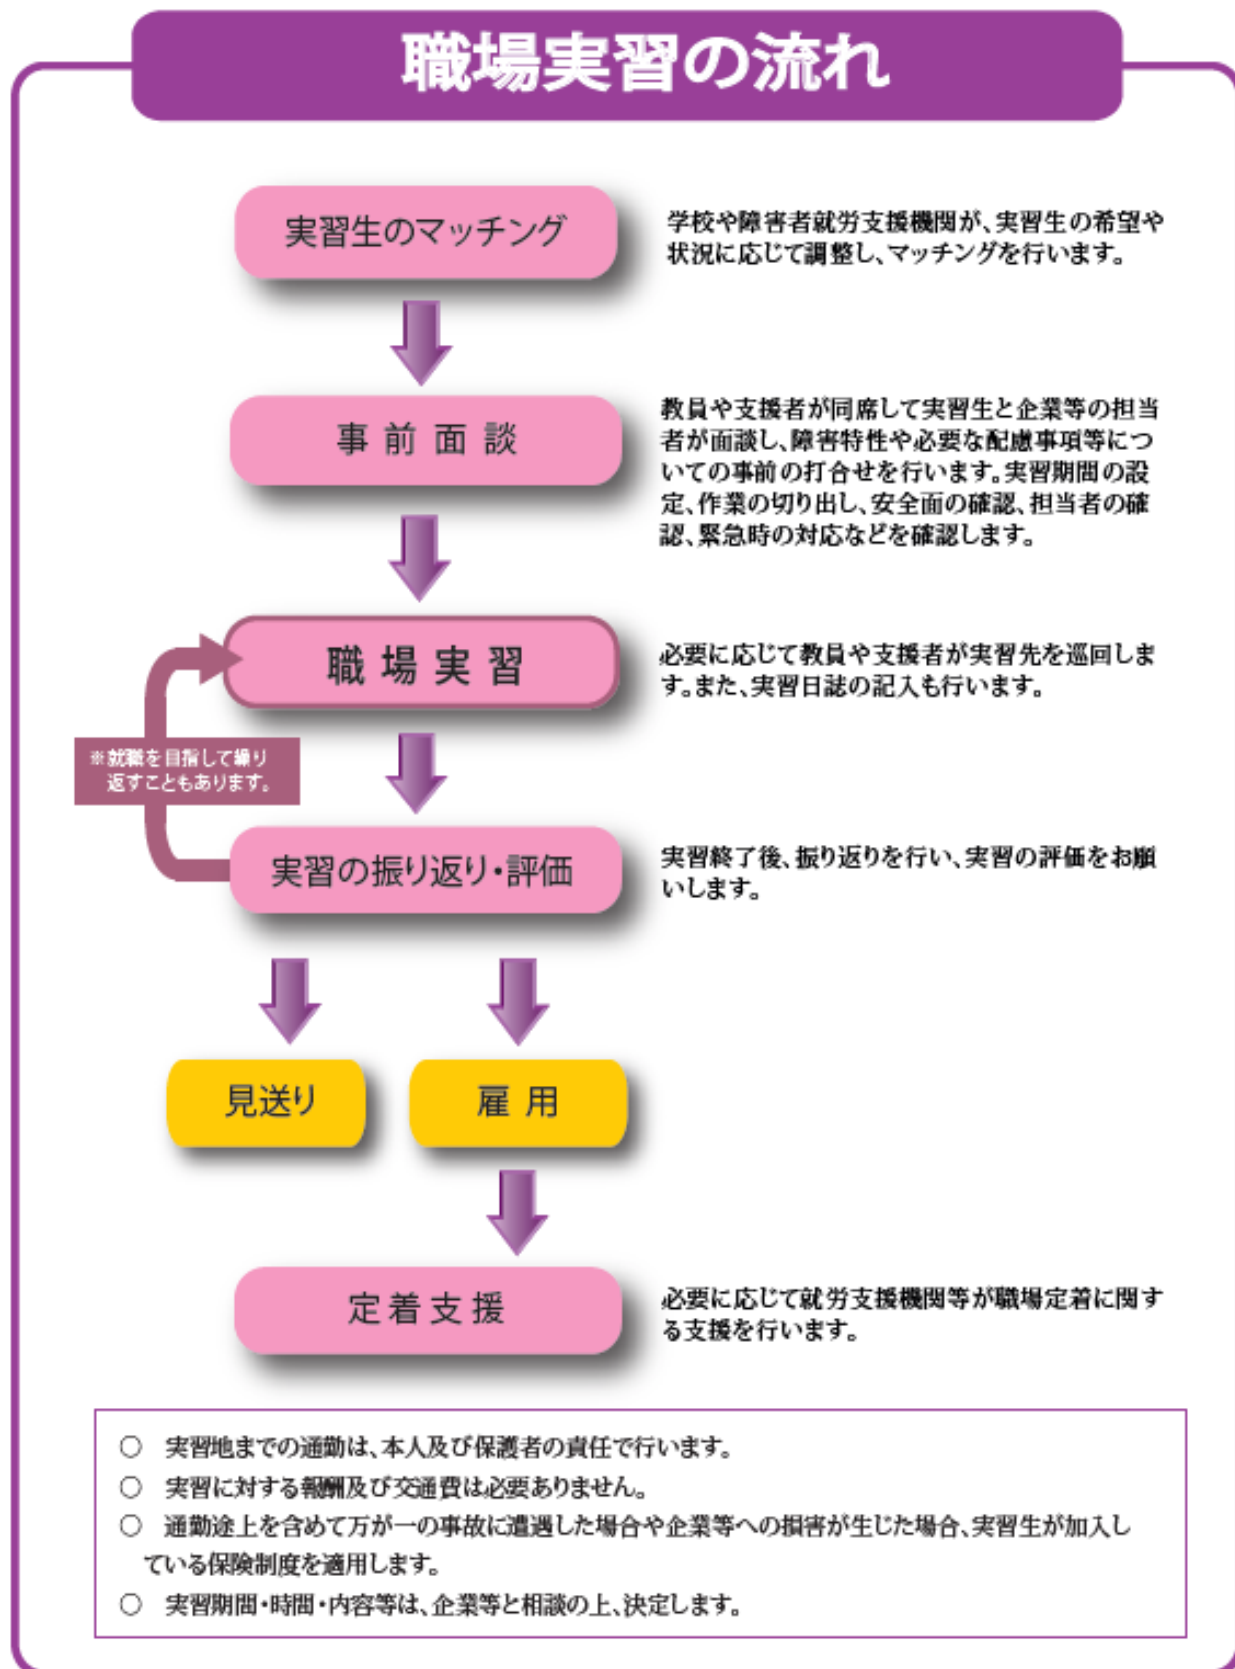 職場実習の流れ
実習生のマッチング
学校や障害者就労支援機関が、実習生の希望や
状況に応じて調整し、マッチングを行います。
事前面談
教員や支援者が同席して実習生と企業等の担当
者が面談し、障害特性や必要な配慮事項等につ
いての事前の打合せを行います。実習期間の設
定、作業の切り出し、安全面の確認、担当者の確
認、緊急時の対応などを確認します。
職場実習
必要に応じて教員や支援者が実習先を巡回しま
す。また、実習日誌の記入も行います。
※就職を目指して繰り
返すこともあります。
実習の振り返り・評価
実習終了後、振り返りを行い、実習の評価をお願
いします。
見送り
雇用
定着支援
必要に応じて就労支援機関等が職場定着に関す
る支援を行います。
○ 実習地までの通勤は、本人及び保護者の責任で行います。
○ 実習に対する報酬及び交通費は必要ありません。
○ 通勤途上を含めて万が一の事故に遭遇した場合や企業等への損害が生じた場合、実習生が加入し
ている保険制度を適用します。
○ 実習期間・時間・内容等は、企業等と相談の上、決定します。